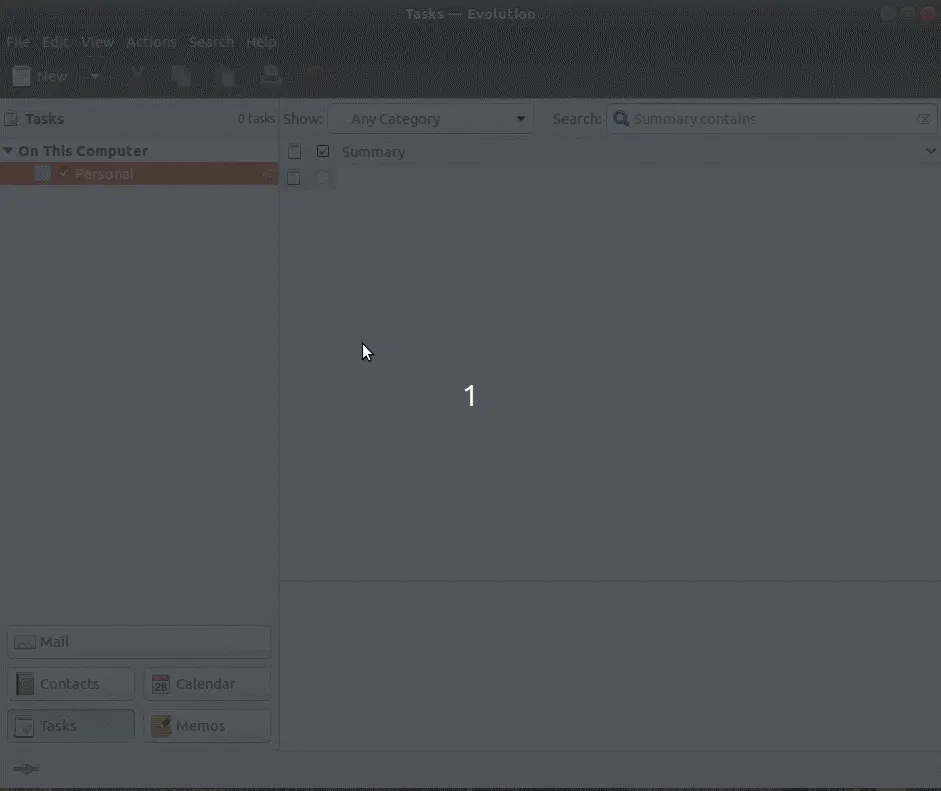 Tasks — Evolution
File Edit View Actions Search Help
New
Tasks 0 tasks Show: Any Category Search: Summary contains
On This Computer
Summary
Personal
1
Mail
Contacts
28
Calendar
Tasks
Memos